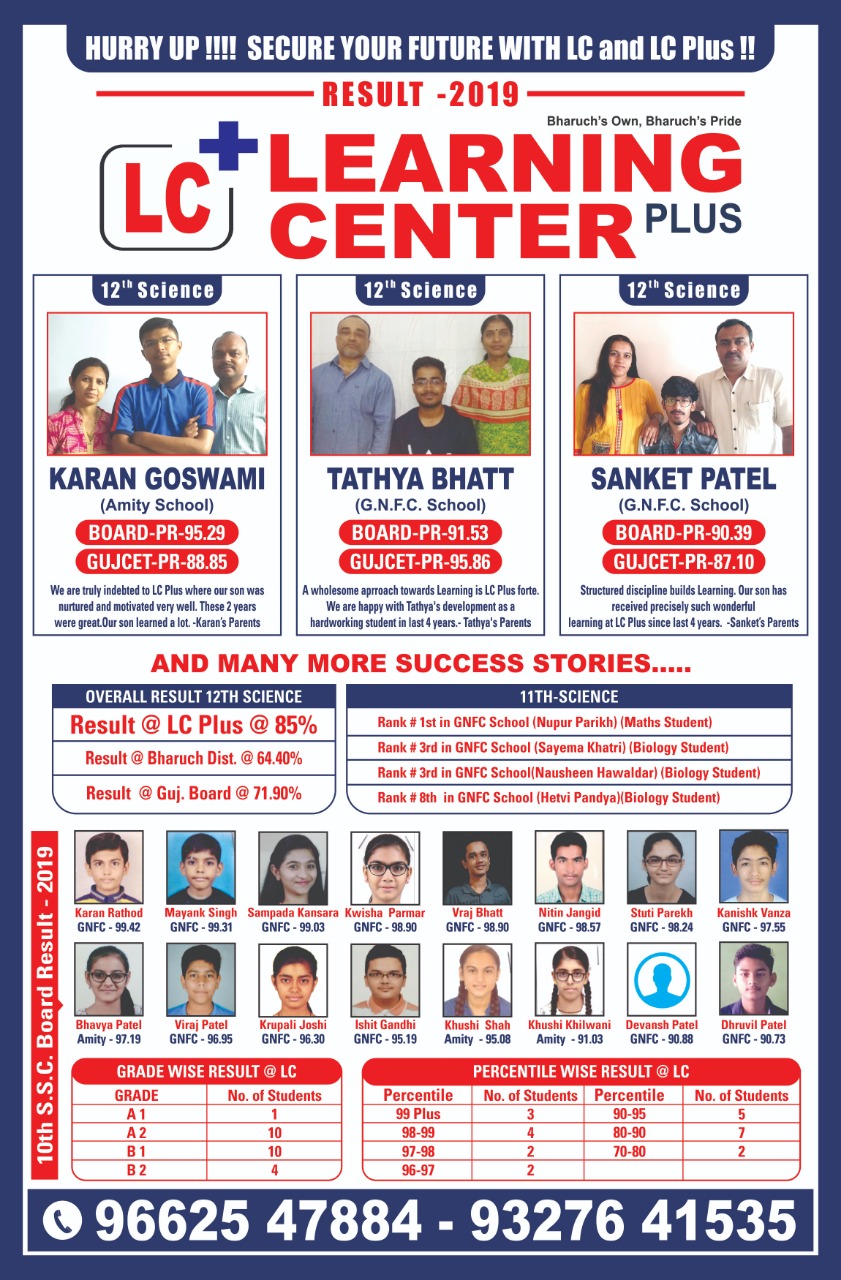 HURRY UP !!!! SECURE YOUR FUTURE WITH LC and LC Plus !!
RESULT -2019
Bharuch's Own, Bharuch's Pride
LC+ LEARNING
CENTER PLUS
12th Science
KARAN GOSWAMI
(Amity School)
BOARD-PR-95.29
GUJCET-PR-88.85
We are truly indebted to LC Plus where our son was
nurtured and motivated very well. These 2 years
were great.Our son learned a lot. -Karan's Parents
12th Science
TATHYA BHATT
(G.N.F.C. School)
BOARD-PR-91.53
GUJCET-PR-95.86
A wholesome aproach towards Learning is LC Plus forte.
We are happy with Tathya's development as a
hardworking student in last 4 years.- Tathya's Parents
12th Science
SANKET PATEL
(G.N.F.C. School)
BOARD-PR-90.39
GUJCET-PR-87.10
Structured discipline builds Learning. Our son has
received precisely such wonderful
learning at LC Plus since last 4 years. -Sanket's Parents
AND MANY MORE SUCCESS STORIES.....
OVERALL RESULT 12TH SCIENCE
Result @ LC Plus @ 85%
Result @ Bharuch Dist. @ 64.40%
Result @ Guj. Board @ 71.90%
11TH-SCIENCE
Rank # 1st in GNFC School (Nupur Parikh) (Maths Student)
Rank # 3rd in GNFC School (Sayema Khatri) (Biology Student)
Rank # 3rd in GNFC School(Nausheen Hawaldar) (Biology Student)
Rank # 8th in GNFC School (Hetvi Pandya)(Biology Student)
10th S.S.C. Board Result - 2019
Karan Rathod Mayank Singh Sampada Kansara Kwisha Parmar Vraj Bhatt Nitin Jangid Stuti Parekh Kanishk Vanza
GNFC - 99.42 GNFC - 99.31 GNFC - 99.03 GNFC - 98.90 GNFC - 98.90 GNFC - 98.57 GNFC - 98.24 GNFC - 97.55
Bhavya Patel Viraj Patel Krupali Joshi Ishit Gandhi Khushi Shah Khushi Khilwani Devansh Patel Dhruvil Patel
Amity - 97.19 GNFC - 96.95 GNFC - 96.30 GNFC - 95.19 Amity - 95.08 Amity - 91.03 GNFC - 90.88 GNFC - 90.73
GRADE WISE RESULT @ LC
GRADE No. of Students
A 1 1
A 2 10
B 1 10
B 2 4
PERCENTILE WISE RESULT @ LC
Percentile No. of Students Percentile No. of Students
99 Plus 3 90-95 5
98-99 4 80-90 7
97-98 2 70-80 2
96-97 2
96625 47884 - 93276 41535